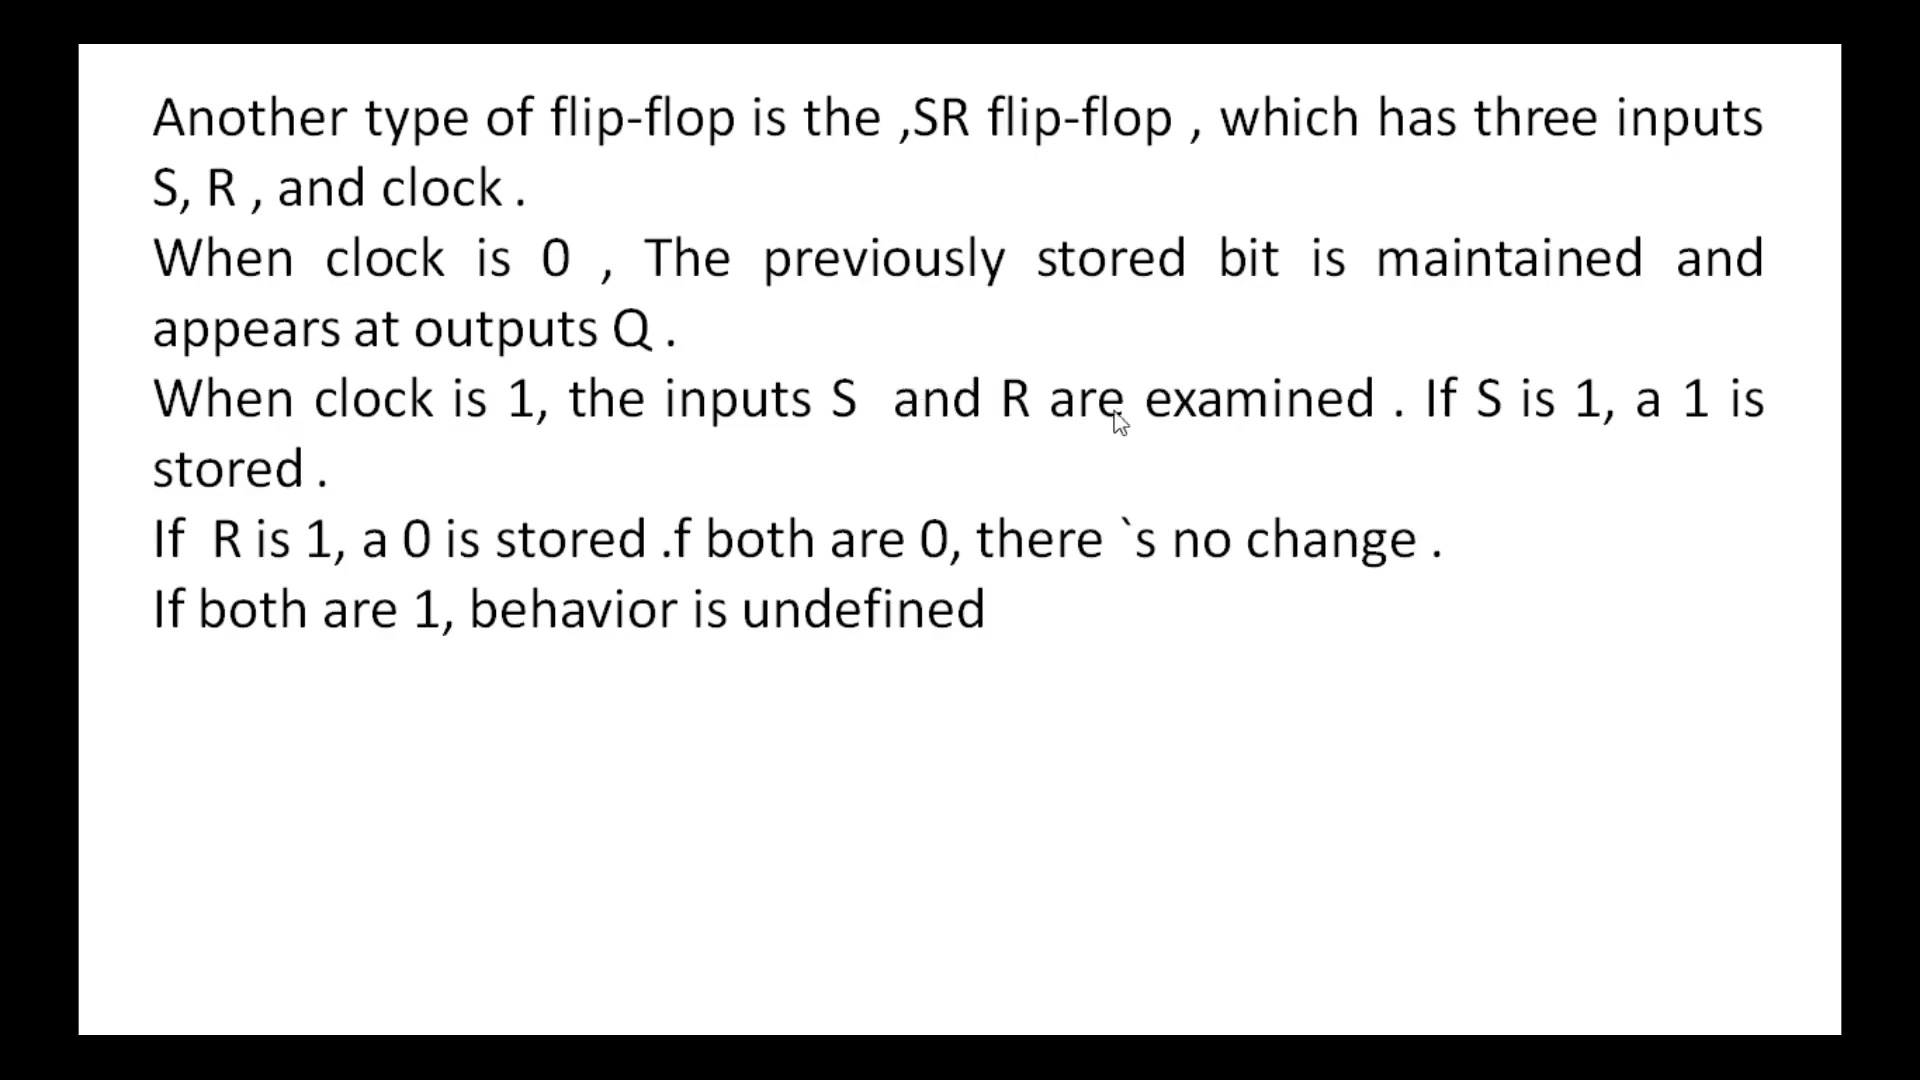 Another type of flip-flop is the ,SR flip-flop , which has three inputs
S, R , and clock .
When clock is 0 , The previously stored bit is maintained and
appears at outputs Q .
When clock is 1, the inputs S  and R are examined . If S is 1, a 1 is
stored .
If  R is 1, a 0 is stored .f both are 0, there `s no change .
If both are 1, behavior is undefined